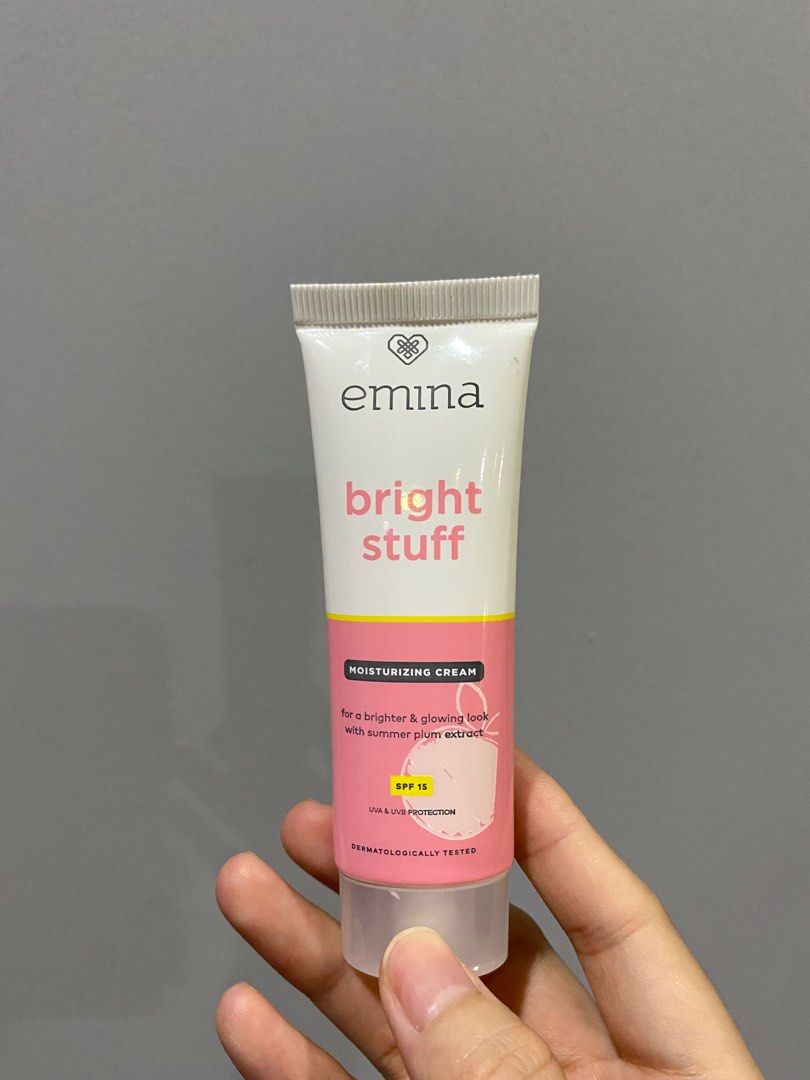 emina
bright
stuff
MOISTURIZING CREAM
for a brighter & glowing look
with summer plum extract
SPF 15
UVA & UVB PROTECTION
DERMATOLOGICALLY TESTED